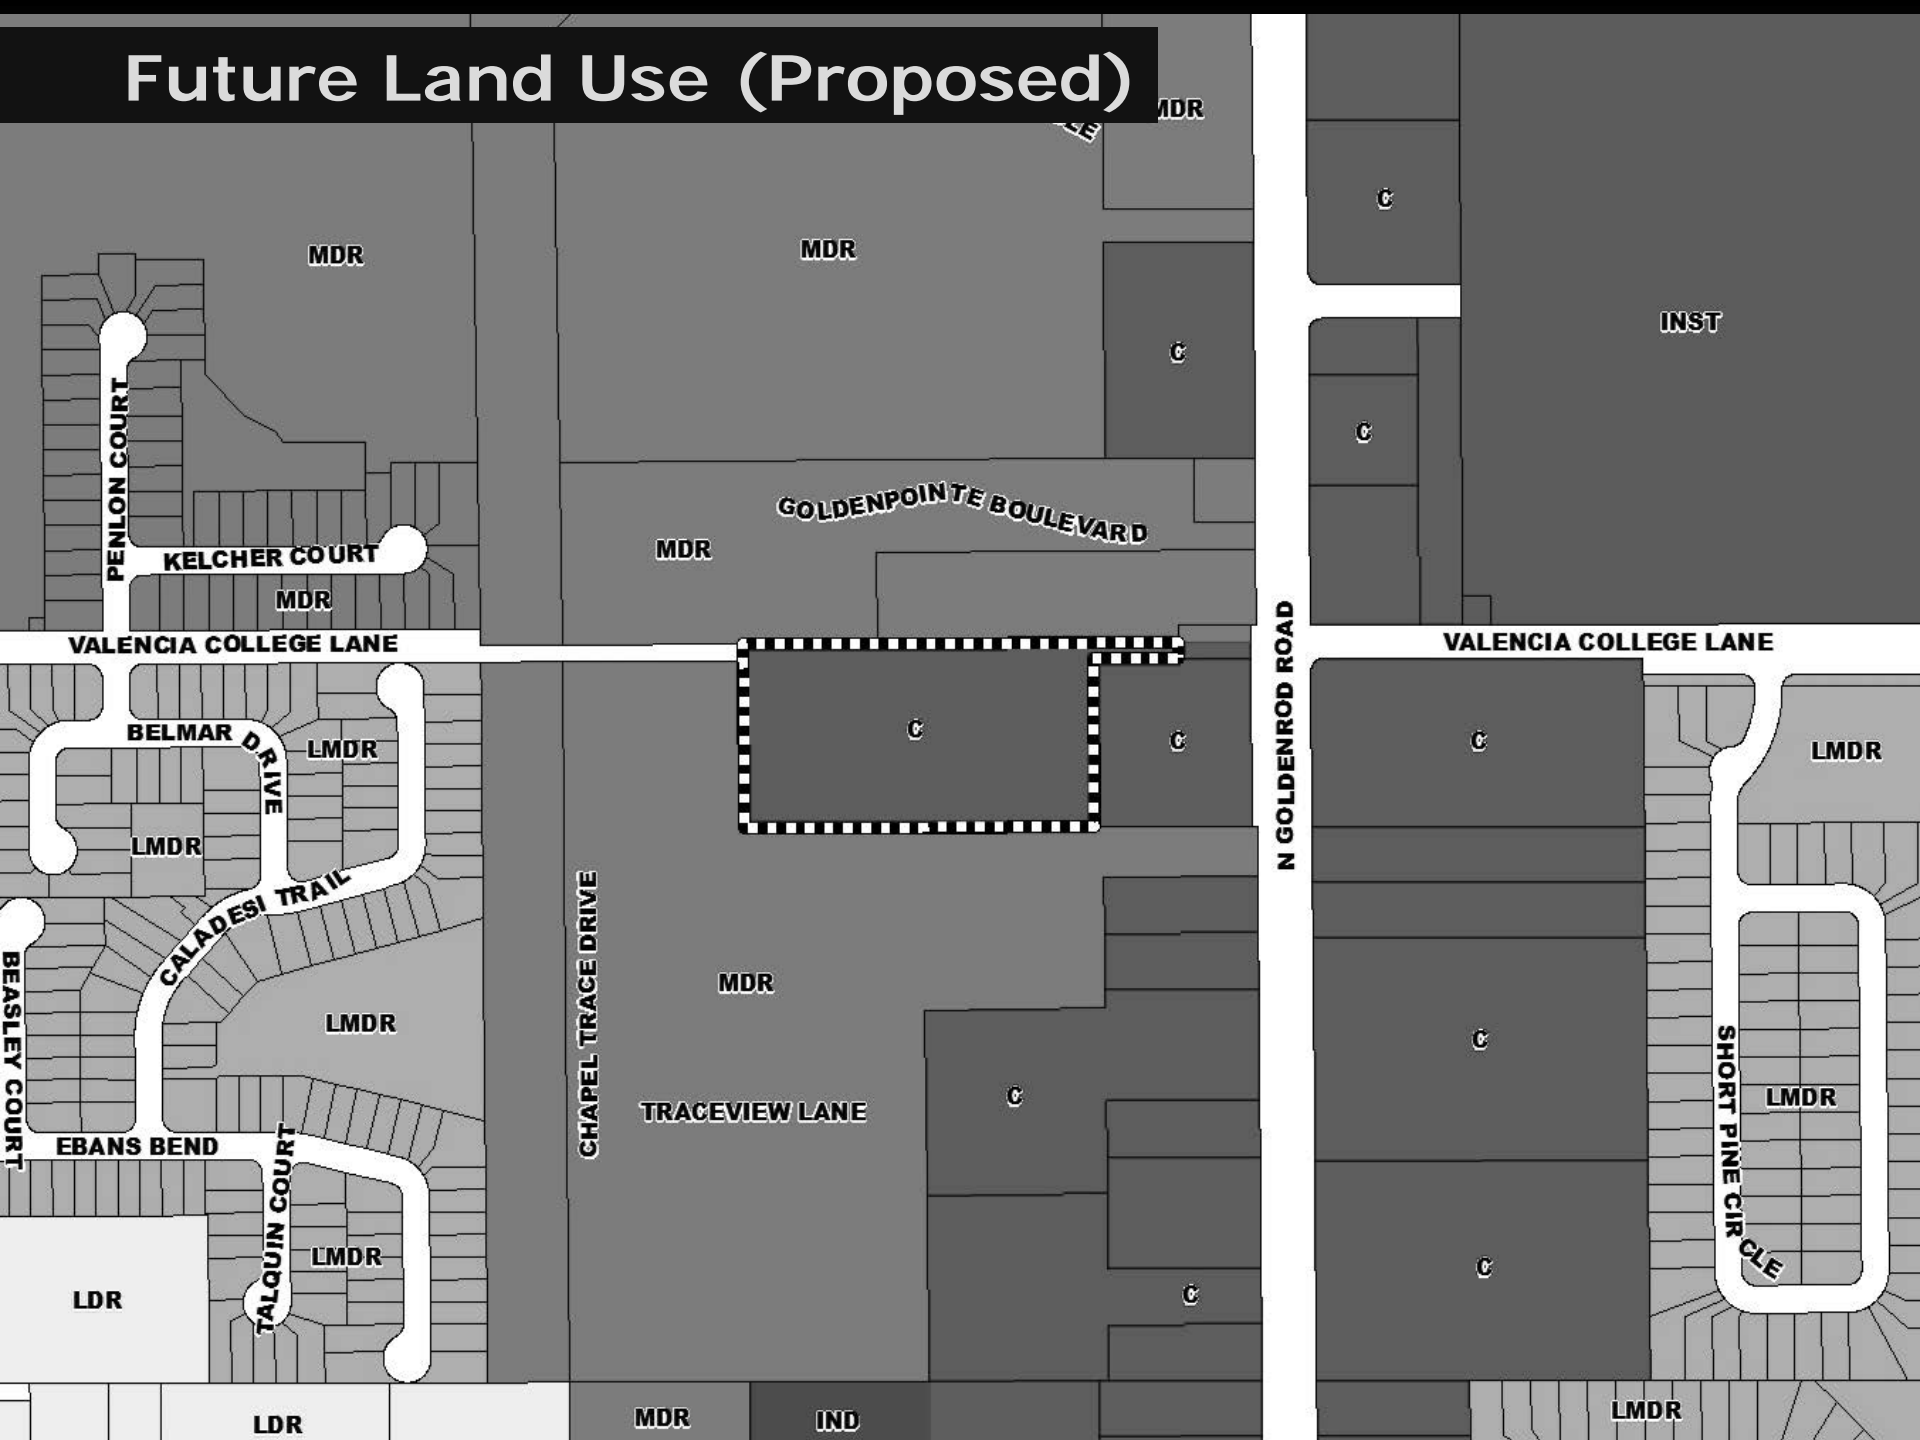 Future Land Use (Proposed)
MDR
C
MDR
MDR
INST
C
C
PENLON COURT
GOLDENPOINTE BOULEVARD
MDR
KELCHER COURT
MDR
VALENCIA COLLEGE LANE
VALENCIA COLLEGE LANE
N GOLDENROD ROAD
BELMAR DRIVE
LMDR
C
C
C
LMDR
LMDR
CALADESI TRAIL
CHAPEL TRACE DRIVE
BEASLEY COURT
MDR
LMDR
C
C
SHORT PINE CIRCLE
LMDR
TRACEVIEW LANE
EBANS BEND
TALQUIN COURT
LMDR
C
C
LDR
LDR
MDR
IND
LMDR